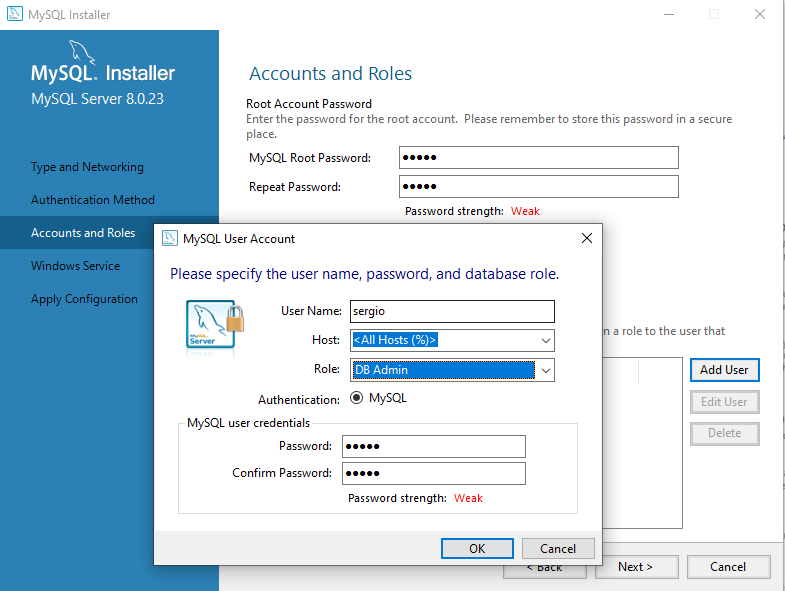 MySQL Installer
MySQL. Installer
MySQL Server 8.0.23
Type and Networking
Authentication Method
Accounts and Roles
Windows Service
Apply Configuration
Accounts and Roles
Root Account Password
Enter the password for the root account.  Please remember to store this password in a secure
place.
MySQL Root Password: ●●●●●
Repeat Password: ●●●●●
Password strength: Weak
n a role to the user that
Add User
Edit User
Delete
MySQL User Account
Please specify the user name, password, and database role.
MySQL
Server
User Name: sergio
Host: <All Hosts (%)>
Role: DB Admin
Authentication: MySQL
MySQL user credentials
Password: ●●●●●
Confirm Password: ●●●●●
Password strength: Weak
OK Cancel
< Back Next > Cancel